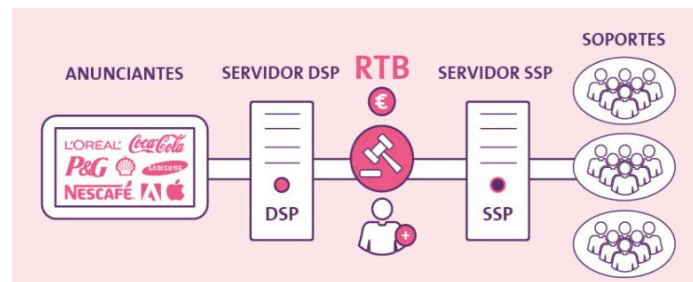 ANUNCIANTES
SERVIDOR DSP
RTB
SERVIDOR SSP
SOPORTES
€
L'ORÉAL Coca-Cola
P&G SAMSUNG
NESCAFÉ
DSP
SSP